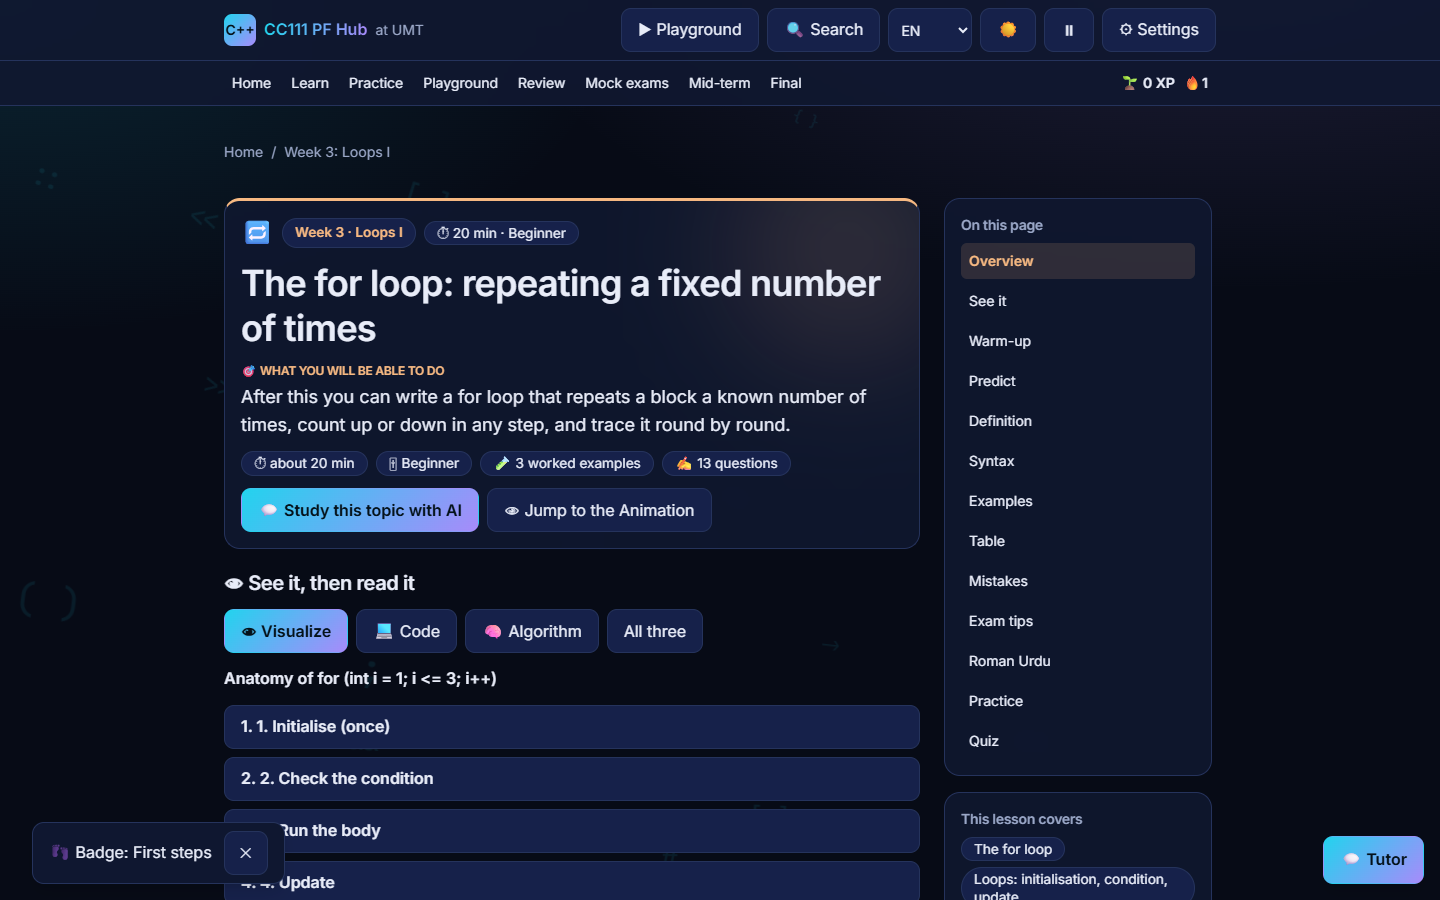 C++ CC111 PF Hub at UMT
Playground
Search
EN
Settings
Home Learn Practice Playground Review Mock exams Mid-term Final
0 XP 1
Home / Week 3: Loops I
Week 3 · Loops I
20 min · Beginner
The for loop: repeating a fixed number
of times
WHAT YOU WILL BE ABLE TO DO
After this you can write a for loop that repeats a block a known number of
times, count up or down in any step, and trace it round by round.
about 20 min
Beginner
3 worked examples
13 questions
Study this topic with AI
Jump to the Animation
See it, then read it
Visualize
Code
Algorithm
All three
Anatomy of for (int i = 1; i <= 3; i++)
1. 1. Initialise (once)
2. 2. Check the condition
Run the body
4. 4. Update
Badge: First steps ×
On this page
Overview
See it
Warm-up
Predict
Definition
Syntax
Examples
Table
Mistakes
Exam tips
Roman Urdu
Practice
Quiz
This lesson covers
The for loop
Loops: initialisation, condition,
update
Tutor